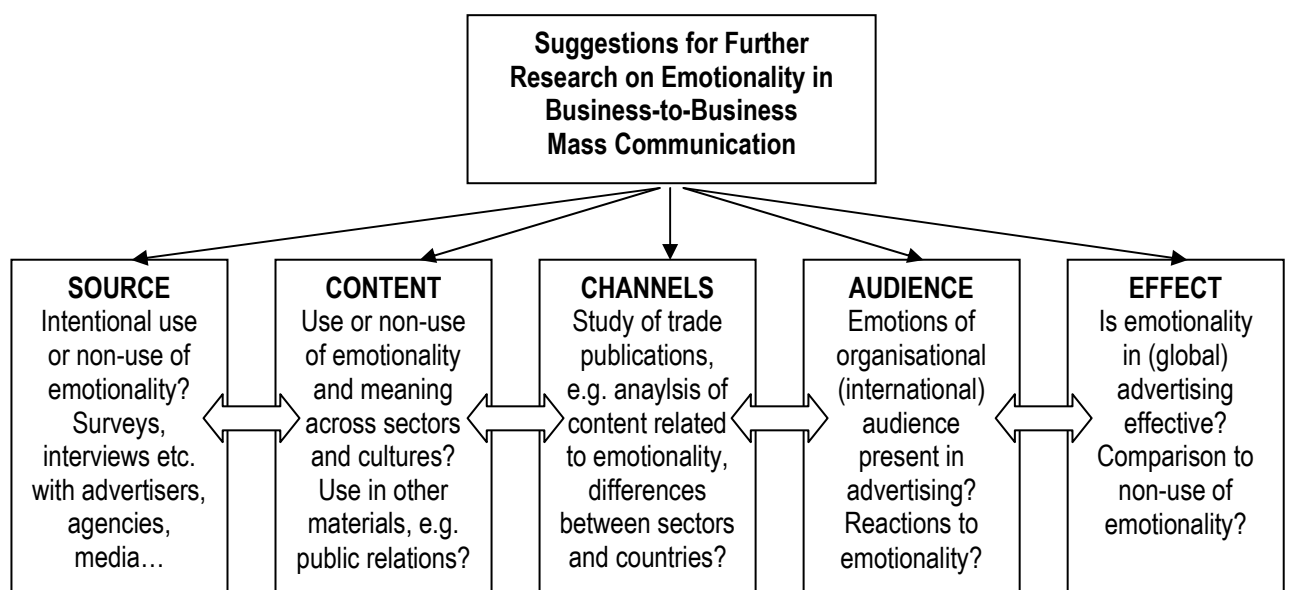 Suggestions for Further
Research on Emotionality in
Business-to-Business
Mass Communication
SOURCE
Intentional use
or non-use of
emotionality?
Surveys,
interviews etc.
with advertisers,
agencies,
media…
CONTENT
Use or non-use
of emotionality
and meaning
across sectors
and cultures?
Use in other
materials, e.g.
public relations?
CHANNELS
Study of trade
publications,
e.g. anaylsis of
content related
to emotionality,
differences
between sectors
and countries?
AUDIENCE
Emotions of
organisational
(international)
audience
present in
advertising?
Reactions to
emotionality?
EFFECT
Is emotionality
in (global)
advertising
effective?
Comparison to
non-use of
emotionality?